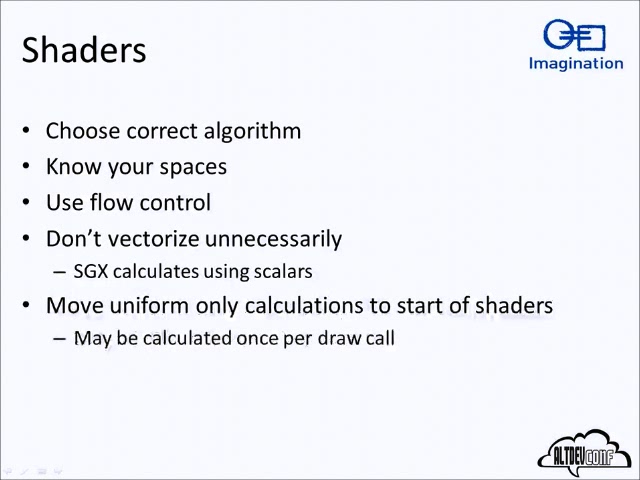 Shaders
Imagination
• Choose correct algorithm
• Know your spaces
• Use flow control
• Don't vectorize unnecessarily
– SGX calculates using scalars
• Move uniform only calculations to start of shaders
– May be calculated once per draw call
ALTDEVCONF